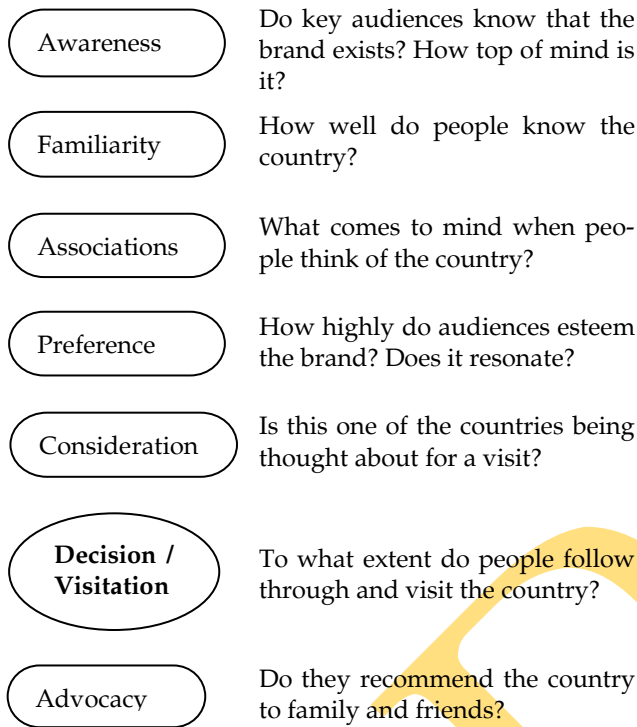 Awareness
Do key audiences know that the
brand exists? How top of mind is
it?
Familiarity
How well do people know the
country?
Associations
What comes to mind when peo-
ple think of the country?
Preference
How highly do audiences esteem
the brand? Does it resonate?
Consideration
Is this one of the countries being
thought about for a visit?
Decision /
Visitation
To what extent do people follow
through and visit the country?
Advocacy
Do they recommend the country
to family and friends?